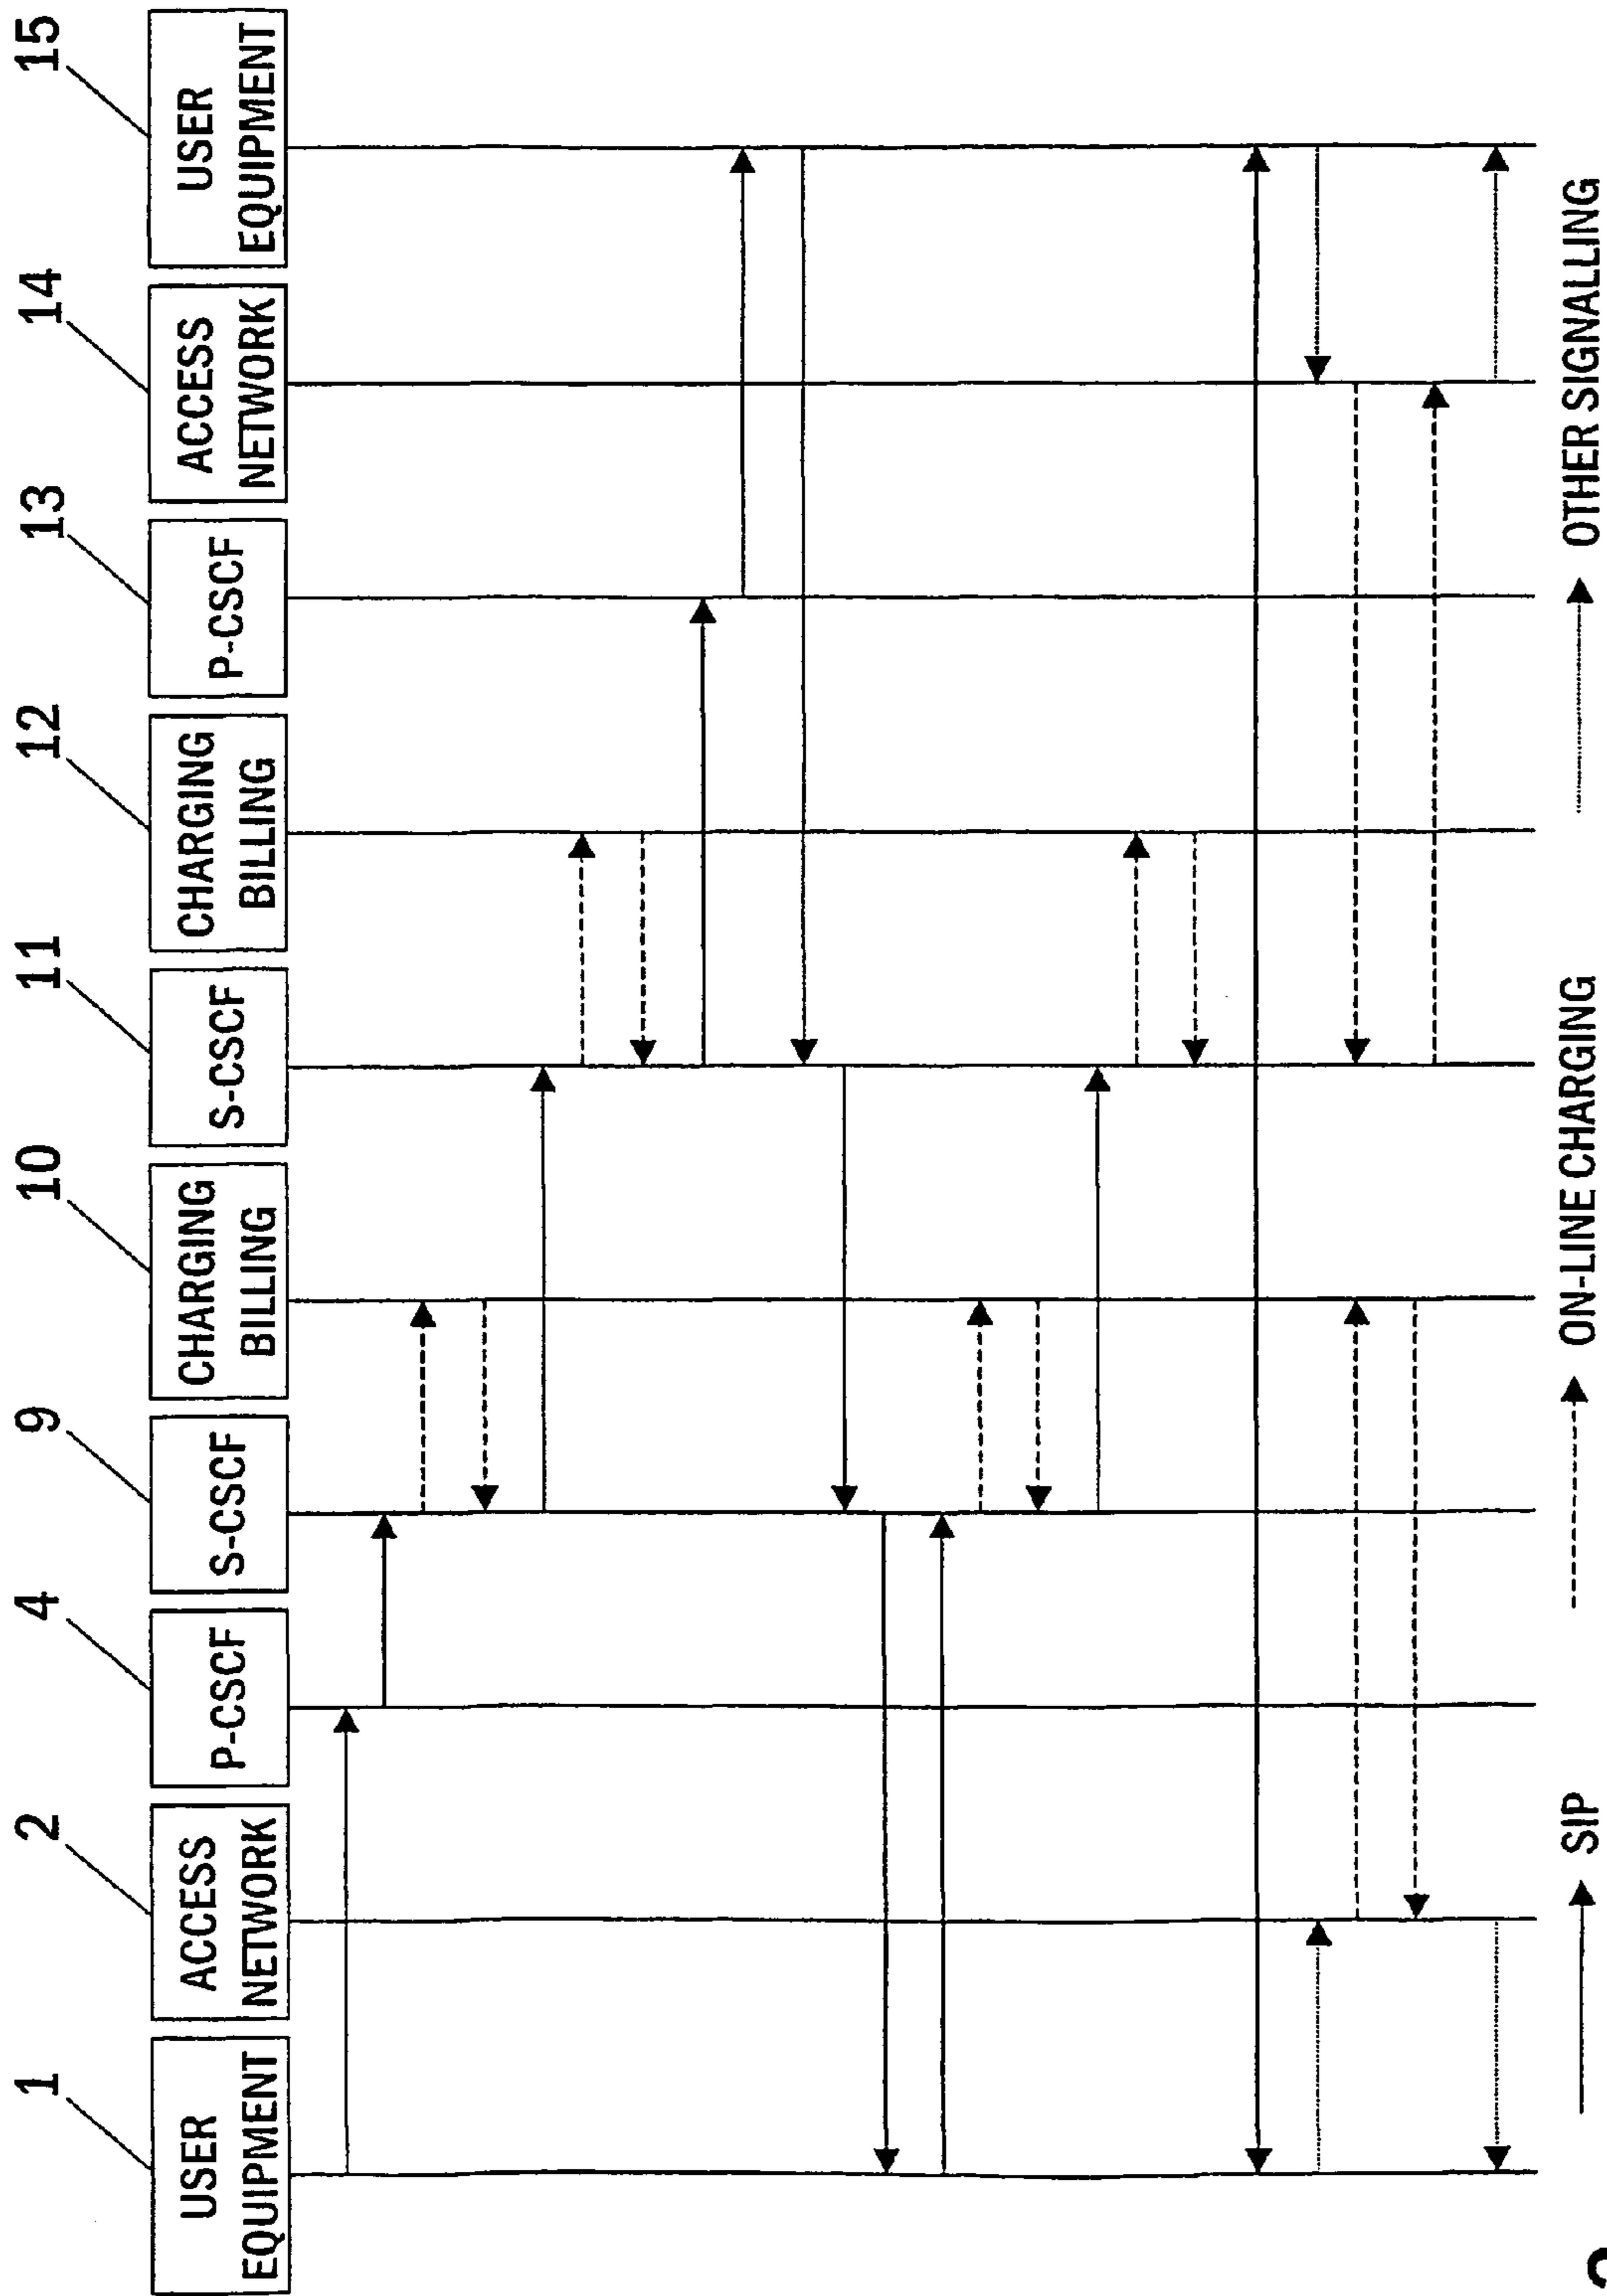 1
2
4
9
10
11
12
13
14
15
USER
EQUIPMENT
ACCESS
NETWORK
P-CSCF
S-CSCF
CHARGING
BILLING
S-CSCF
CHARGING
BILLING
P-CSCF
ACCESS
NETWORK
USER
EQUIPMENT
SIP
ON-LINE CHARGING
OTHER SIGNALLING